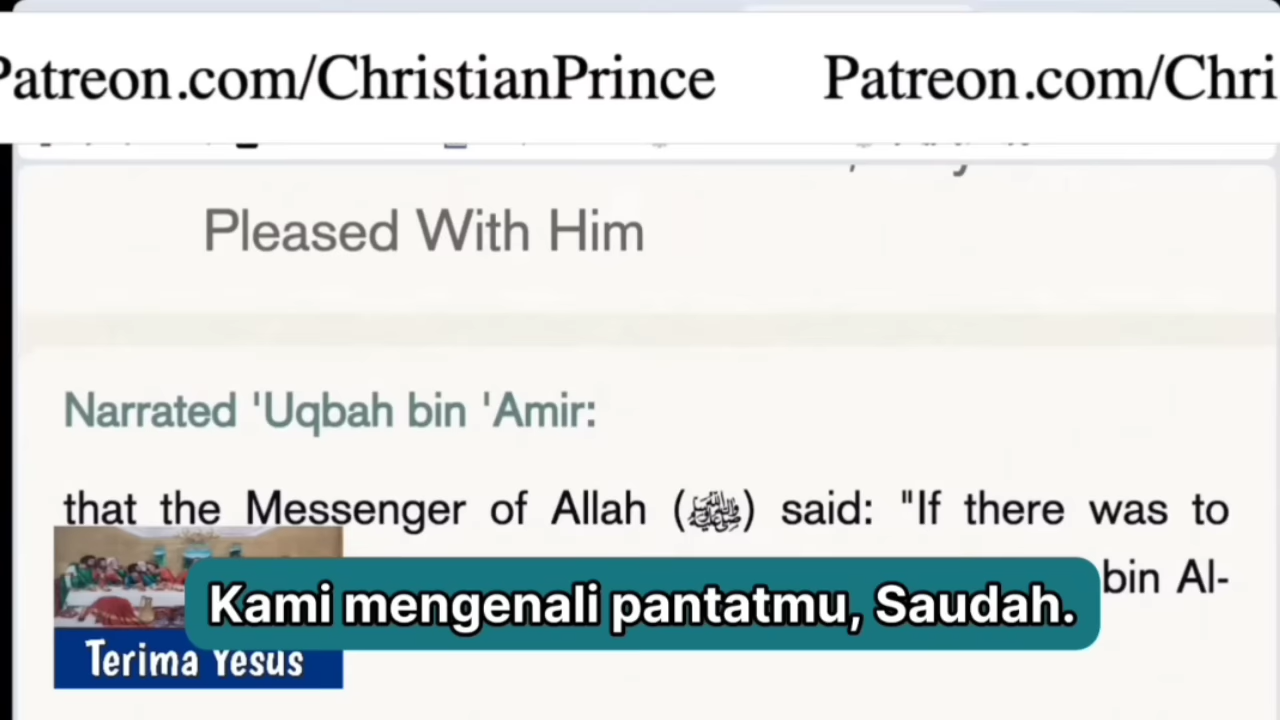 Patreon.com/ChristianPrince Patreon.com/Chri
Pleased With Him
Narrated 'Uqbah bin 'Amir:
that the Messenger of Allah (ﷺ) said: "If there was to
bin Al-
Kami mengenali pantatmu, Saudah.
Terima Yesus